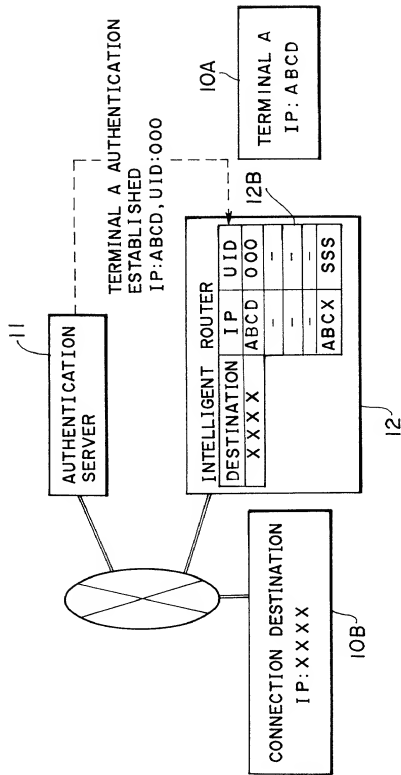 11
AUTHENTICATION
SERVER
TERMINAL A AUTHENTICATION
ESTABLISHED
IP:ABCD, UID:000
10A
TERMINAL A
IP: ABCD
INTELLIGENT ROUTER
DESTINATION IP UID
XXXX ABCD 000
- -
- -
- -
ABCX SSS
12B
12
CONNECTION DESTINATION
IP:XXXX
10B